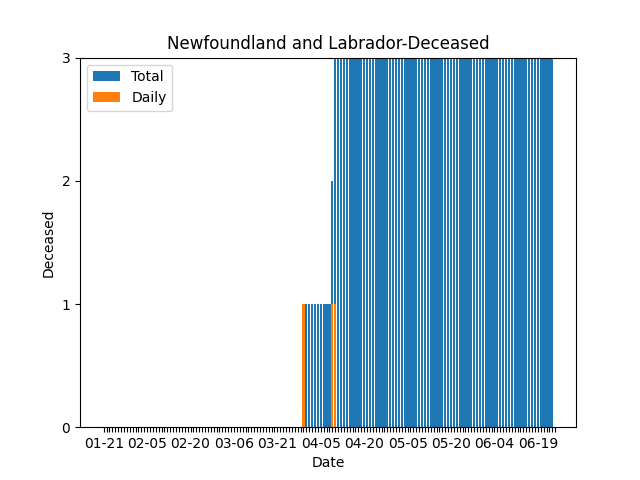 Newfoundland and Labrador-Deceased
Total
Daily
3
2
1
0
Deceased
01-21 02-05 02-20 03-06 03-21 04-05 04-20 05-05 05-20 06-04 06-19
Date